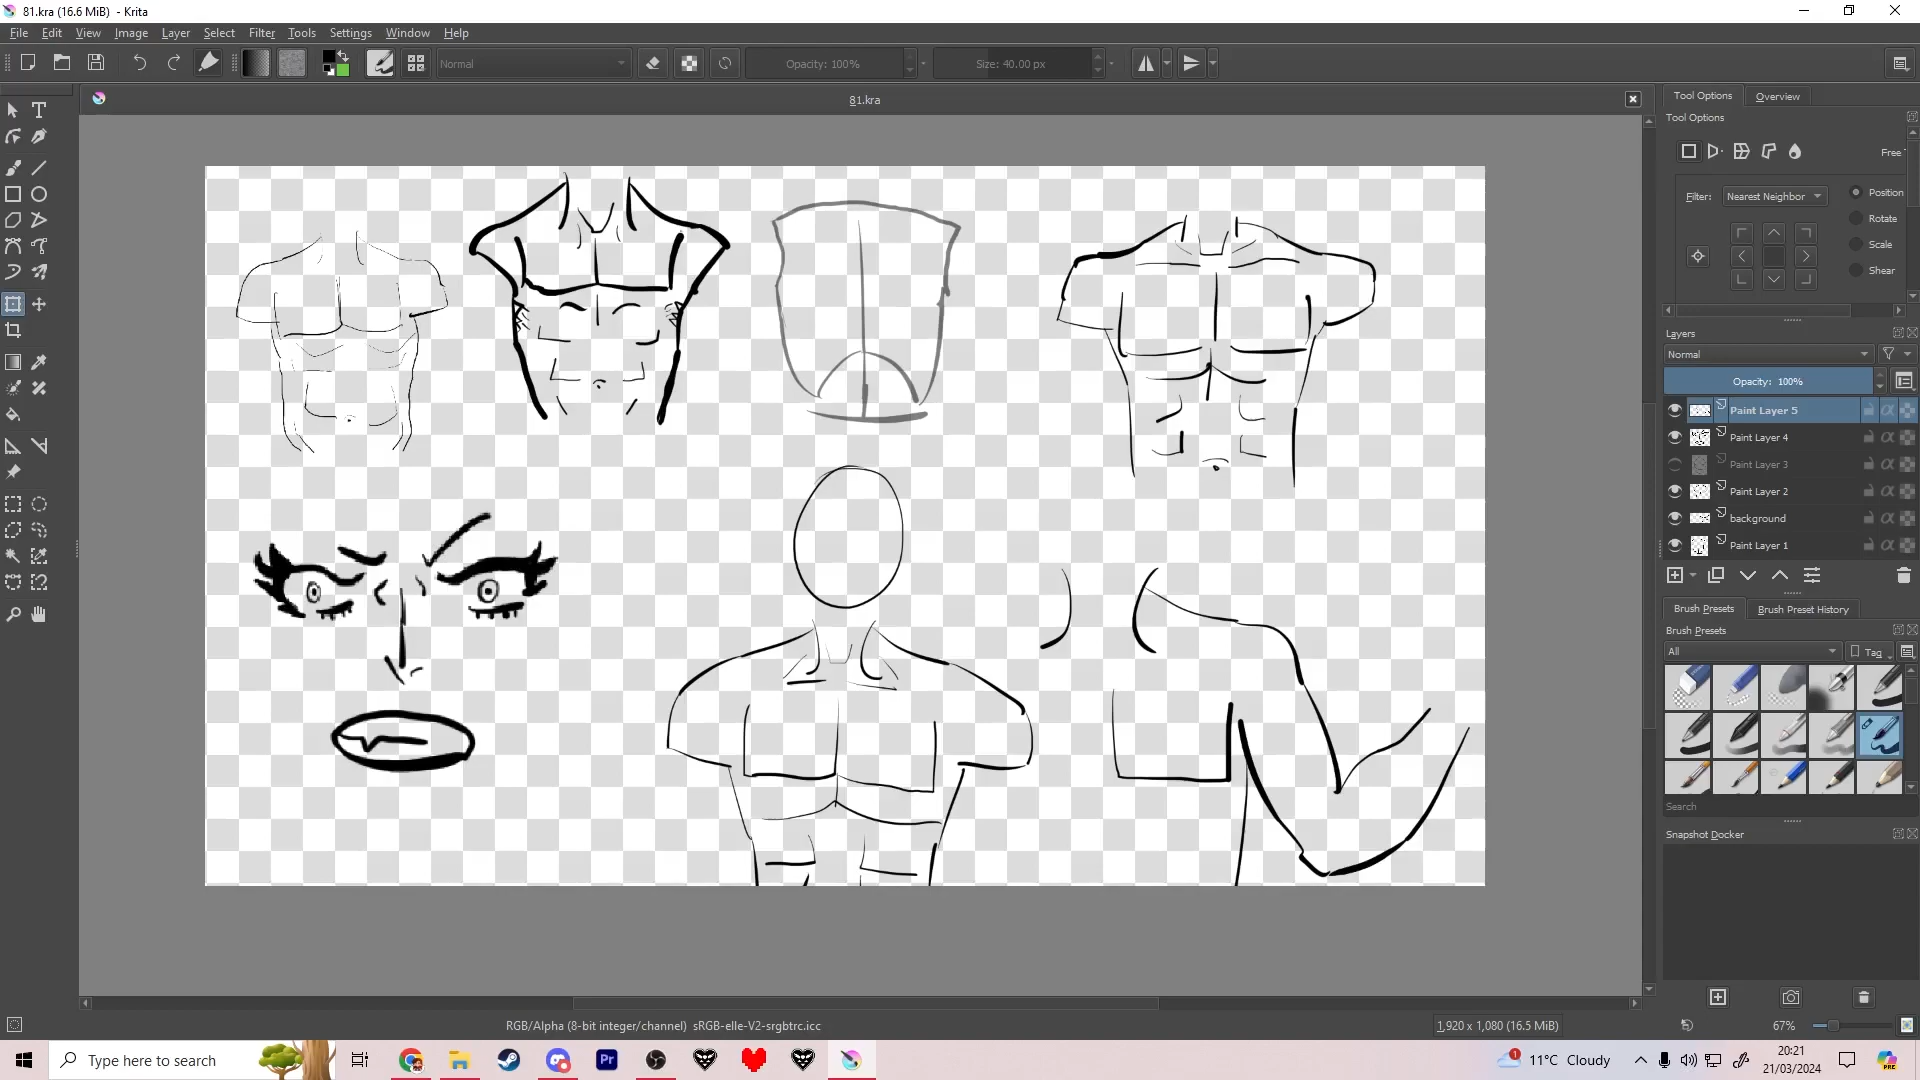 81.kra (16.6 MiB) - Krita
File Edit View Image Layer Select Filter Tools Settings Window Help
Normal Opacity: 100% Size: 40.00 px
81.kra
Tool Options Overview
Tool Options
Free
Filter: Nearest Neighbor Position
Rotate
Scale
Shear
Layers
Normal
Opacity: 100%
Paint Layer 5
Paint Layer 4
Paint Layer 3
Paint Layer 2
background
Paint Layer 1
Brush Presets Brush Preset History
Brush Presets
All Tag
Search
Snapshot Docker
RGB/Alpha (8-bit integer/channel) sRGB-elle-V2-srgbtrc.icc 1,920 x 1,080 (16.5 MiB) 67%
Type here to search Pr 1 11°C Cloudy 20:21
21/03/2024
PRE